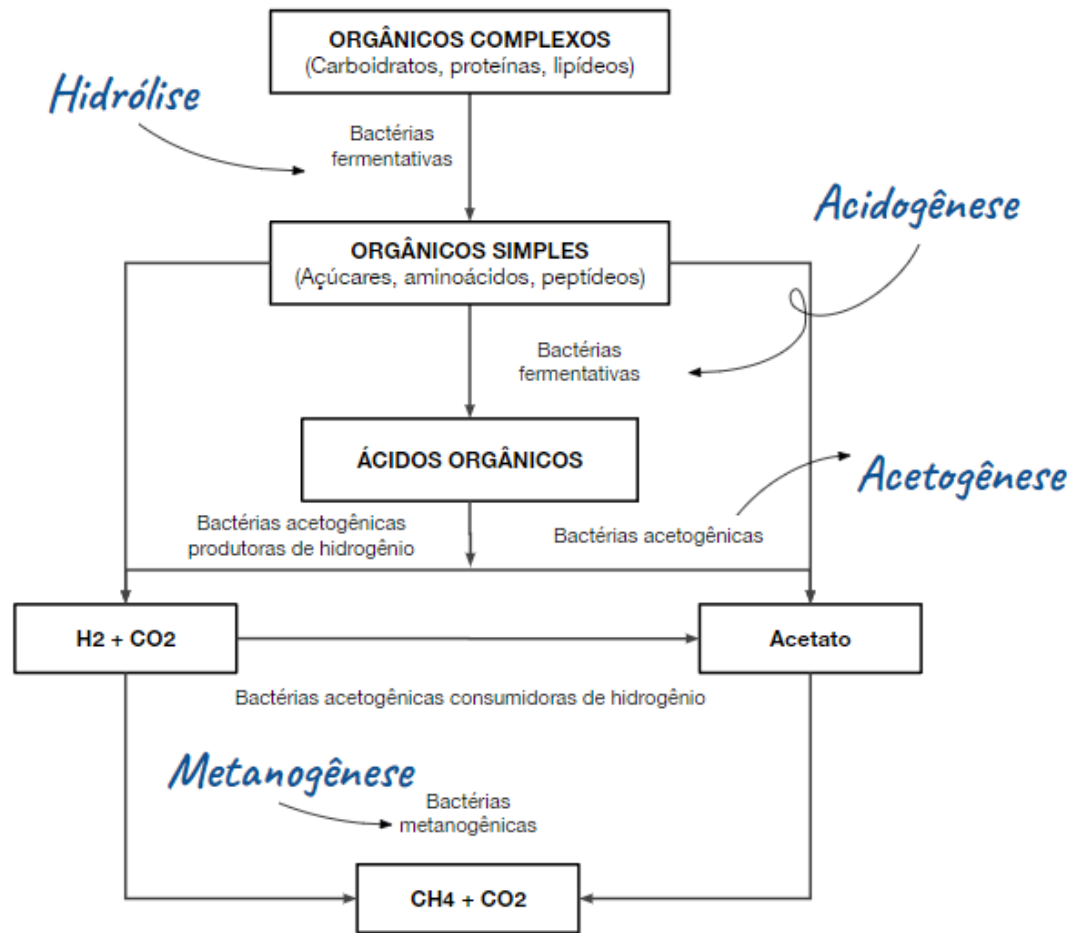 ORGÂNICOS COMPLEXOS
(Carboidratos, proteínas, lipídeos)
Hidrólise
Bactérias
fermentativas
Acidogênese
ORGÂNICOS SIMPLES
(Açúcares, aminoácidos, peptídeos)
Bactérias
fermentativas
ÁCIDOS ORGÂNICOS
Acetogênese
Bactérias acetogênicas
produtoras de hidrogênio
Bactérias acetogênicas
H2 + CO2
Acetato
Bactérias acetogênicas consumidoras de hidrogênio
Metanogênese
Bactérias
metanogênicas
CH4 + CO2